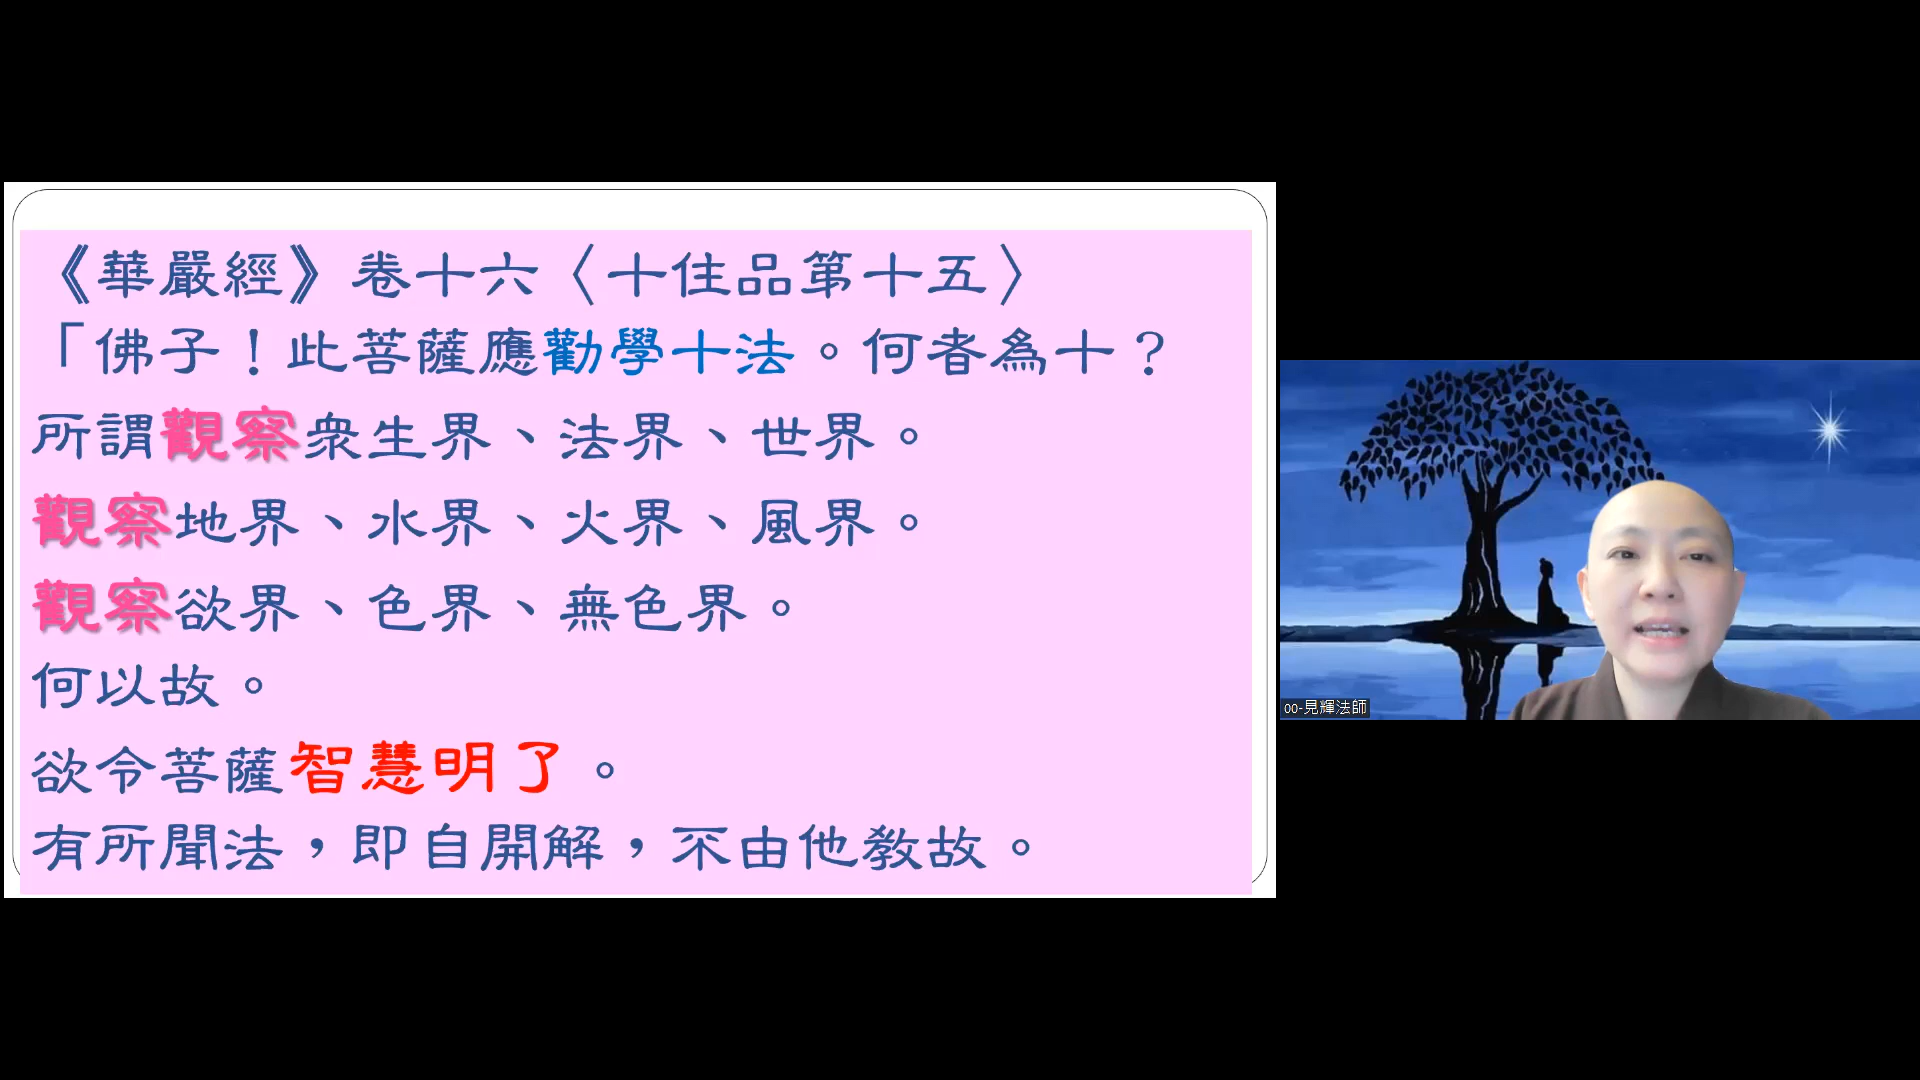 《華嚴經》卷十六〈十住品第十五〉
「佛子！此菩薩應勸學十法。何者為十？
所謂觀察眾生界、法界、世界。
觀察地界、水界、火界、風界。
觀察欲界、色界、無色界。
何以故。
欲令菩薩智慧明了。
有所聞法，即自開解，不由他教故。
00-見輝法師